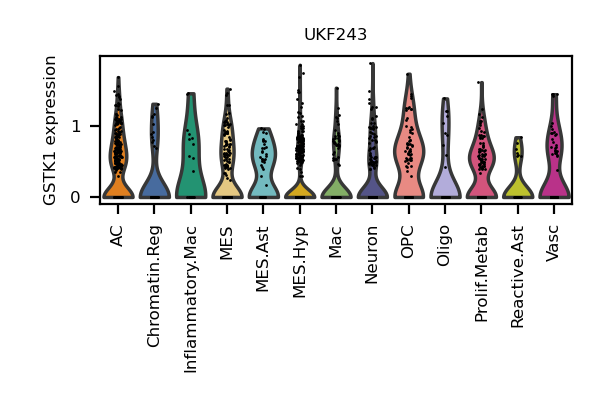 UKF243
GSTK1 expression
1
0
AC
Chromatin.Reg
Inflammatory.Mac
MES
MES.Ast
MES.Hyp
Mac
Neuron
OPC
Oligo
Prolif.Metab
Reactive.Ast
Vasc